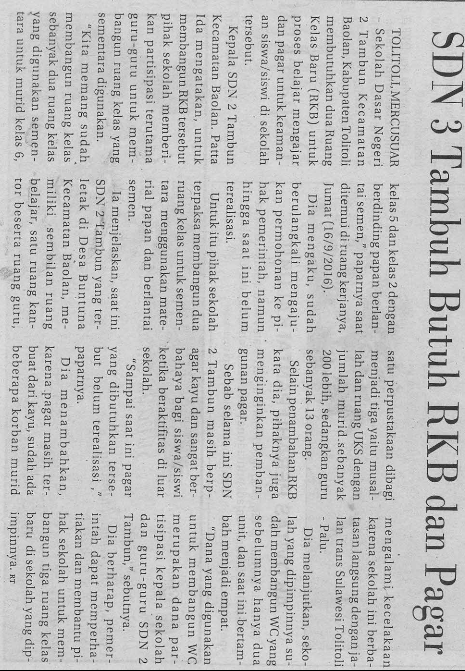 SDN 3 Tambuh Butuh RKB dan Pagar
TOLITOLI, MERCUSUAR
– Sekolah Dasar Negeri
2 Tambun Kecamatan
Baolan, Kabupaten Tolitoli
membutuhkan dua Ruang
Kelas Baru (RKB) untuk
proses belajar mengajar
dan pagar untuk keaman-
an siswa/siswi di sekolah
tersebut.
Kepala SDN 2 Tambun
Kecamatan Baolan, Patta
Ida mengatakan, untuk
membangun RKB tersebut
pihak sekolah memberi-
kan partisipasi terutama
guru-guru untuk mem-
bangun ruang kelas yang
sementara digunakan.
"Kita memang sudah
membangun ruang kelas
sebanyak dua ruang kelas
yang digunakan semen-
tara untuk murid kelas 6,
kelas 5 dan kelas 2 dengan
berdinding papan berlan-
tai semen," paparnya saat
ditemui di ruang kerjanya,
Jumat (16/9/2016).
Dia mengaku, sudah
berulangkali mengaju-
kan permohonan ke pi-
hak pemerintah, namun
hingga saat ini belum
terealisasi.
Untuk itu pihak sekolah
terpaksa membangun dua
ruang kelas untuk semen-
tara menggunakan mate-
rial papan dan berlantai
semen.
Ia menjelaskan, saat ini
SDN 2 Tambun yang ter-
letak di Desa Buntuna
Kecamatan Baolan, me-
miliki sembilan ruang
belajar, satu ruang kan-
tor beserta ruang guru,
satu perpusrakaan dibagi
menjadi tiga yaitu musal-
lah dan ruang UKS dengan
jumlah murid sebanyak
200 lebih, sedangkan guru
sebanyak 13 orang.
Selain penambahan RKB
kata dia, pihaknya juga
menginginkan pemban-
gunan pagar.
Sebab selama ini SDN
2 Tambun masih berp-
agar kayu dan sangat ber-
bahaya bagi siswa/siswi
ketika beraktifitas di luar
sekolah.
"Sampai saat ini pagar
yang dibutuhkan terse-
but belum terealisasi,"
paparnya.
Dia menambahkan,
karena pagar masih ter-
buat dari kayu, sudah ada
beberapa korban murid
mengalami kecelakaan
karena sekolah ini berba-
tasan langsung dengan ja-
lan trans Sulawesi Tolitoli
- Palu.
Dia melanjutkan, seko-
lah yang dipimpimnya su-
dah membangun WC yang
sebelumnya hanya dua
unit, dan saat ini bertam-
bah menjadi empat.
"Dana yang digunakan
untuk membangun WC
merupakan dana par-
tisipasi kepala sekolah
dan guru-guru SDN 2
Tambun," sebutnya.
Dia berharap, pemer-
intah dapat memperha
tiakan dan membantu pi
hak sekolah untuk mem-
bangun tiga ruang kelas
baru di sekolah yang dip-
impinnya. BT